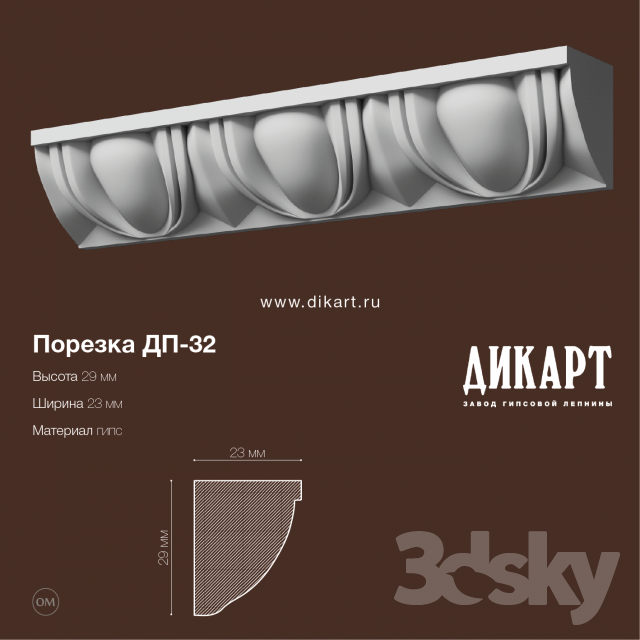 www.dikart.ru
Порезка ДП-32
Высота 29 мм
Ширина 23 мм
Материал гипс
ДИКАРТ
ЗАВОД ГИПСОВОЙ ЛЕПНИНЫ
23 мм
29 мм
3dsky
ОМ